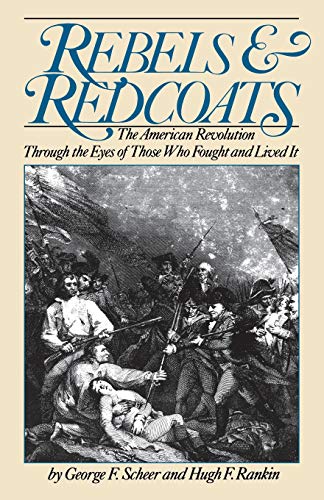 REBELS &
REDCOATS
The American Revolution
Through the Eyes of Those Who Fought and Lived It
by George F. Scheer and Hugh F. Rankin